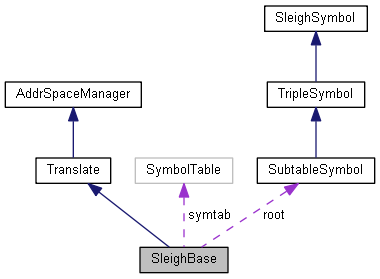 SleighSymbol
AddrSpaceManager
TripleSymbol
Translate
SymbolTable
SubtableSymbol
symtab
root
SleighBase